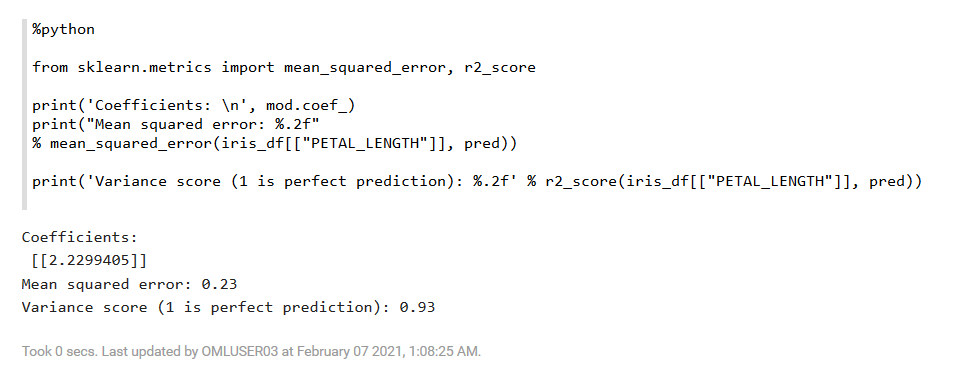 %python
from sklearn.metrics import mean_squared_error, r2_score
print('Coefficients: \n', mod.coef_)
print("Mean squared error: %.2f"
% mean_squared_error(iris_df[["PETAL_LENGTH"]], pred))
print('Variance score (1 is perfect prediction): %.2f' % r2_score(iris_df[["PETAL_LENGTH"]], pred))
Coefficients:
[[2.2299405]]
Mean squared error: 0.23
Variance score (1 is perfect prediction): 0.93
Took 0 secs. Last updated by OMLUSER03 at February 07 2021, 1:08:25 AM.